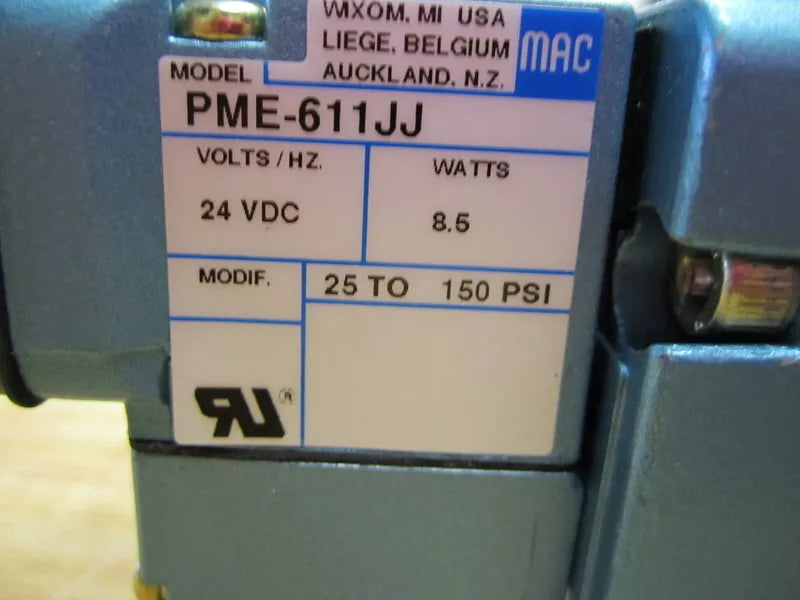 WIXOM, MI USA
LIEGE, BELGIUM
AUCKLAND, N.Z.
MAC
MODEL
PME-611JJ
VOLTS/HZ.
24 VDC
WATTS
8.5
MODIF.
25 TO 150 PSI
RU®